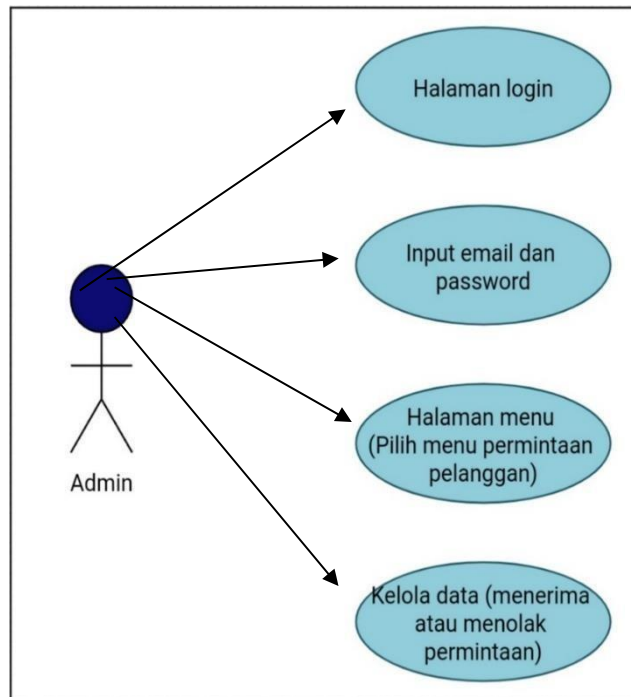 Halaman login
Input email dan
password
Halaman menu
(Pilih menu permintaan
pelanggan)
Admin
Kelola data (menerima
atau menolak
permintaan)